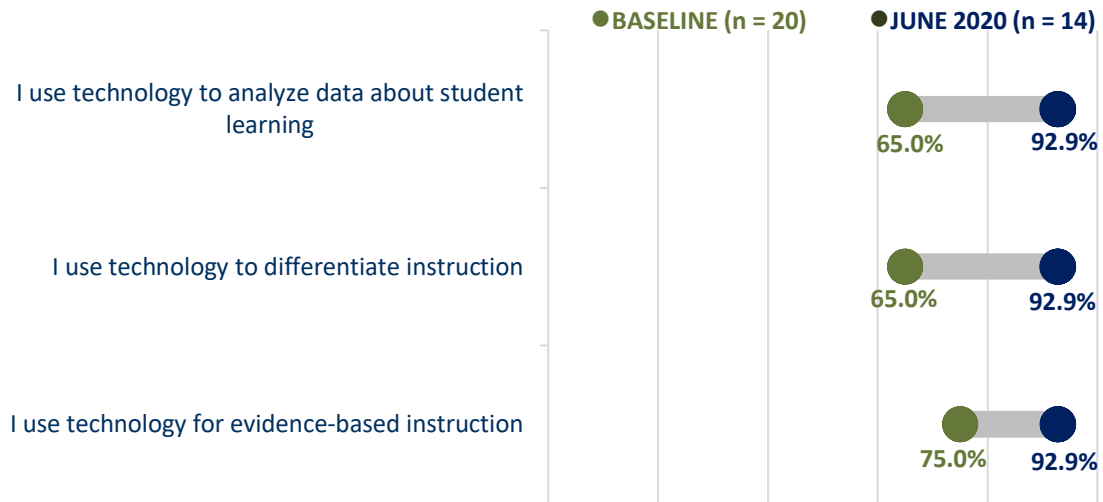 BASELINE (n = 20)
JUNE 2020 (n = 14)
I use technology to analyze data about student
learning
65.0%
92.9%
I use technology to differentiate instruction
65.0%
92.9%
I use technology for evidence-based instruction
75.0%
92.9%